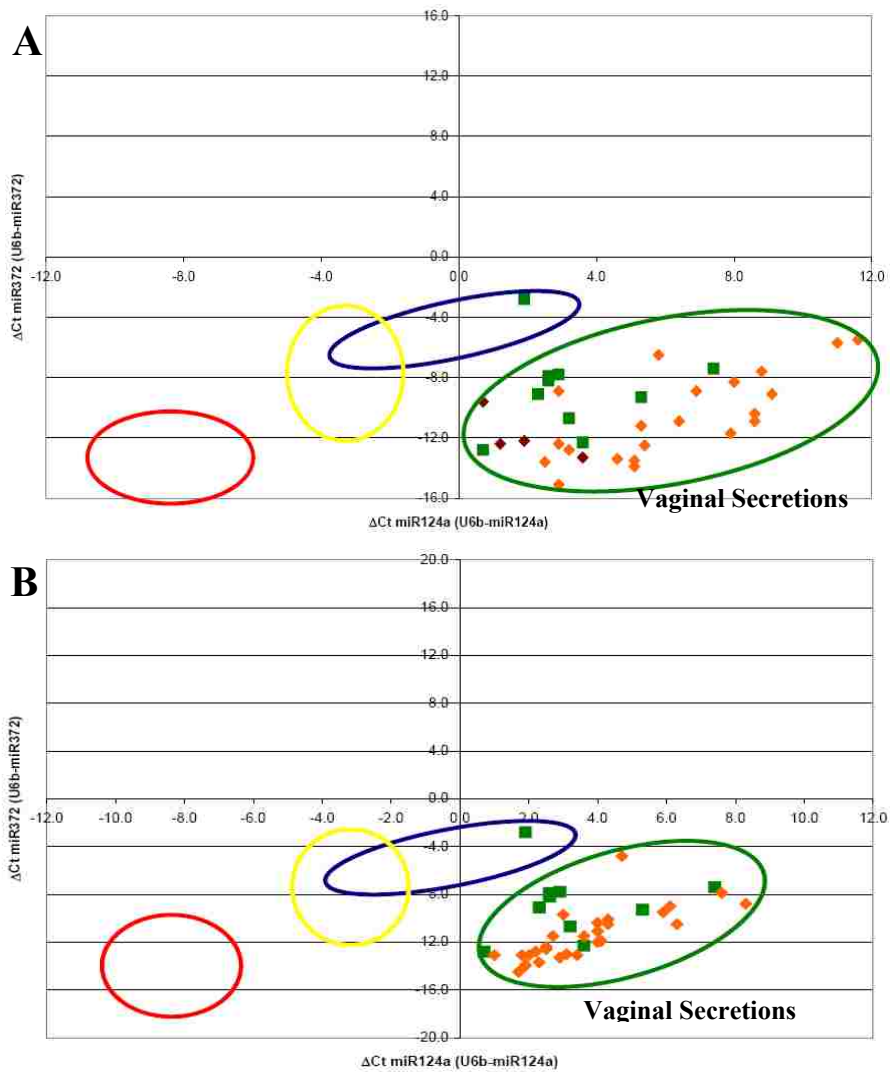 A
16.0
12.0
8.0
4.0
0.0
-12.0 -8.0 -4.0 0.0 4.0 8.0 12.0
-4.0
-8.0
-12.0
-16.0
ΔCt miR372 (U6b-miR372)
Vaginal Secretions
ΔCt miR124a (U6b-miR124a)
B
20.0
16.0
12.0
8.0
4.0
0.0
-12.0 -10.0 -8.0 -6.0 -4.0 -2.0 0.0 2.0 4.0 6.0 8.0 10.0 12.0
-4.0
-8.0
-12.0
-16.0
-20.0
ΔCt miR372 (U6b-miR372)
Vaginal Secretions
ΔCt miR124a (U6b-miR124a)